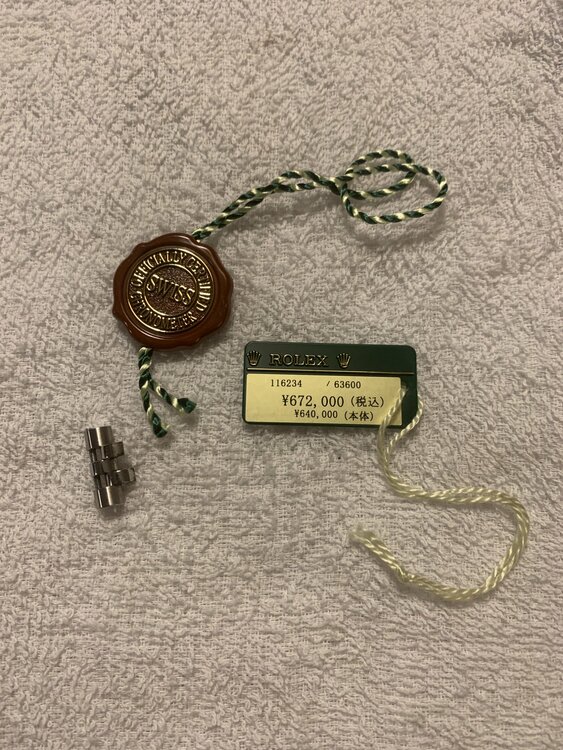 OFFICIALLY CERTIFIED
SWISS
CHRONOMETER
ROLEX
116234 / 63600
¥672,000 (税込)
¥640,000 (本体)